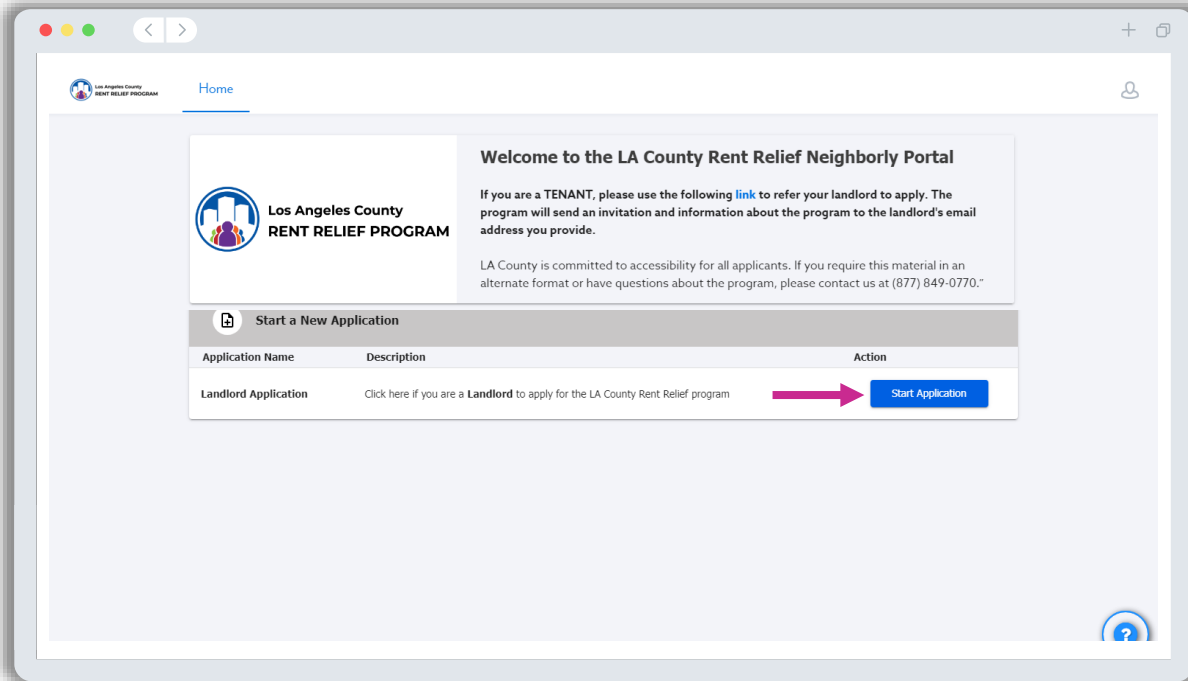 Los Angeles County
RENT RELIEF PROGRAM
Home
Welcome to the LA County Rent Relief Neighborly Portal
If you are a TENANT, please use the following link to refer your landlord to apply. The
program will send an invitation and information about the program to the landlord's email
address you provide.
LA County is committed to accessibility for all applicants. If you require this material in an
alternate format or have questions about the program, please contact us at (877) 849-0770."
Los Angeles County
RENT RELIEF PROGRAM
Start a New Application
Application Name Description Action
Landlord Application Click here if you are a Landlord to apply for the LA County Rent Relief program Start Application
?